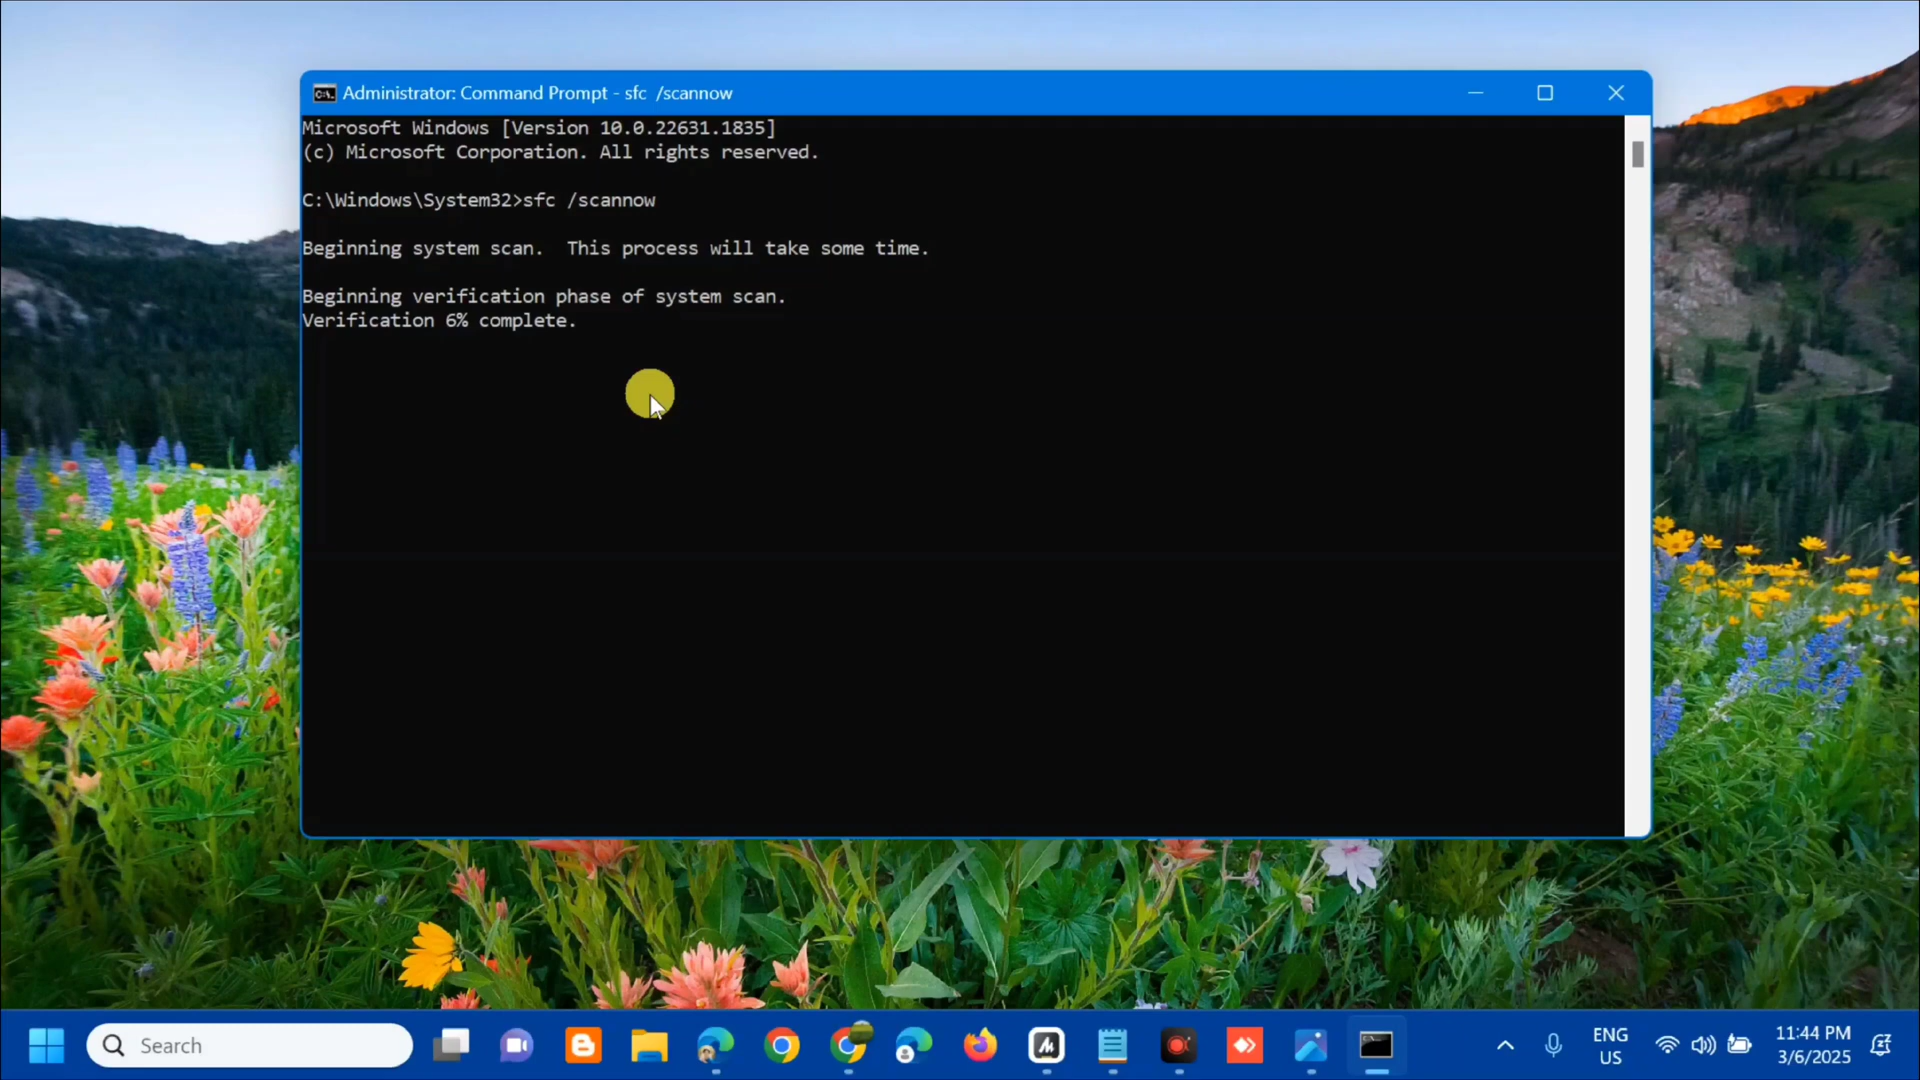 Administrator: Command Prompt - sfc  /scannow
Microsoft Windows [Version 10.0.22631.1835]
(c) Microsoft Corporation. All rights reserved.
C:\Windows\System32>sfc /scannow
Beginning system scan.  This process will take some time.
Beginning verification phase of system scan.
Verification 6% complete.
Search
ENG
US
11:44 PM
3/6/2025